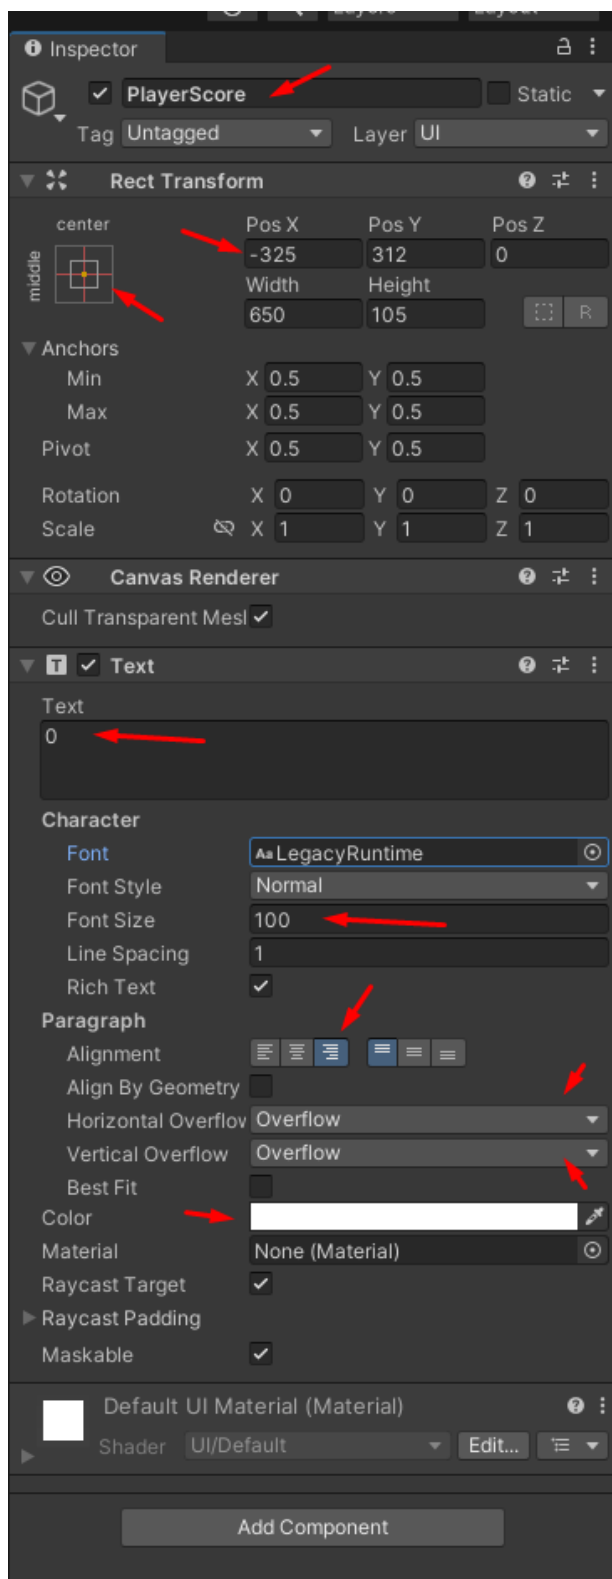 Inspector
PlayerScore Static
Tag Untagged Layer UI
Rect Transform
center Pos X Pos Y Pos Z
middle -325 312 0
Width Height
650 105 R
Anchors
Min X 0.5 Y 0.5
Max X 0.5 Y 0.5
Pivot X 0.5 Y 0.5
Rotation X 0 Y 0 Z 0
Scale X 1 Y 1 Z 1
Canvas Renderer
Cull Transparent Mesl
T Text
Text
0
Character
Font Aa LegacyRuntime
Font Style Normal
Font Size 100
Line Spacing 1
Rich Text
Paragraph
Alignment
Align By Geometry
Horizontal Overflov Overflow
Vertical Overflow Overflow
Best Fit
Color
Material None (Material)
Raycast Target
Raycast Padding
Maskable
Default UI Material (Material)
Shader UI/Default Edit...
Add Component